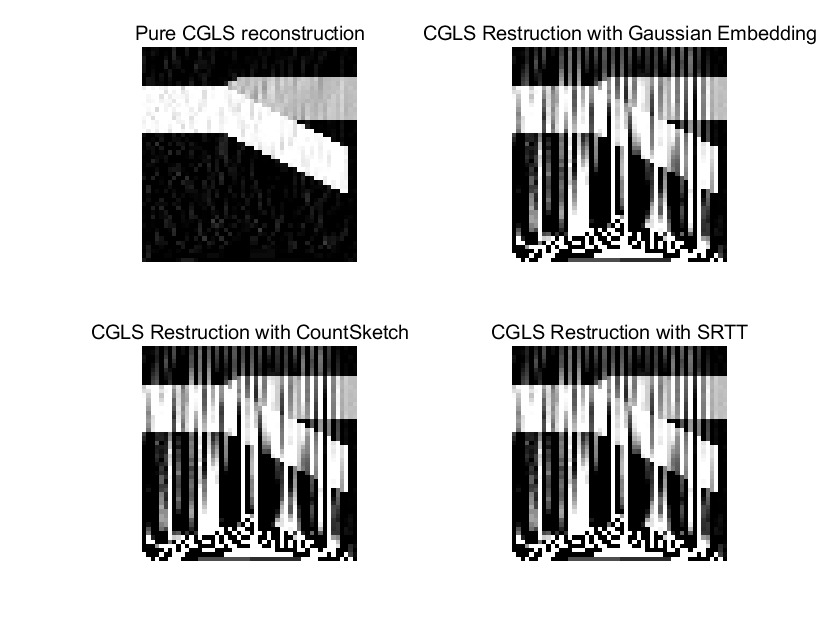 Pure CGLS reconstruction
CGLS Restruction with Gaussian Embedding
CGLS Restruction with CountSketch
CGLS Restruction with SRTT